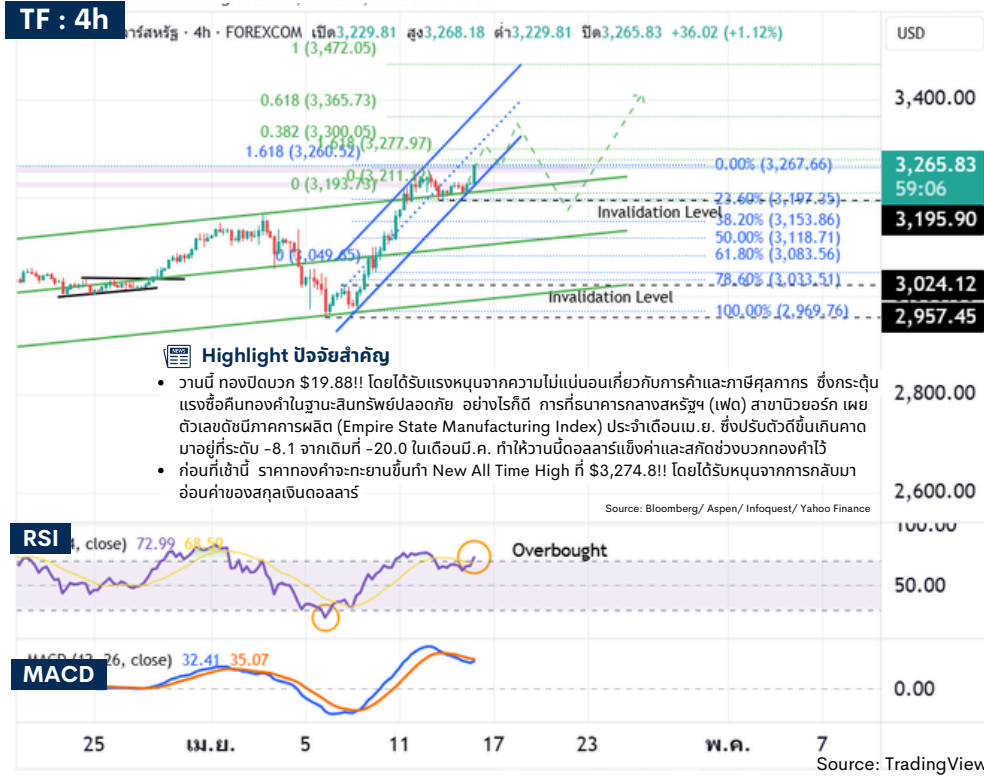 TF : 4h
าร์สหรัฐ · 4h · FOREXCOM เปิด3,229.81 สูง3,268.18 ต่ำ3,229.81 ปิด3,265.83 +36.02 (+1.12%)
USD
1 (3,472.05)
3,400.00
0.618 (3,365.73)
0.382 (3,300.05)
1.618 (3,277.97)
1.618 (3,260.52)
0.00% (3,267.66)
3,265.83
59:06
0 (3,211.12)
0 (3,193.73)
23.60% (3,197.35)
3,195.90
Invalidation Level
38.20% (3,153.86)
50.00% (3,118.71)
0 (3,049.65)
61.80% (3,083.56)
78.60% (3,033.51)
3,024.12
Invalidation Level
100.00% (2,969.76)
2,957.45
NEWS
Highlight ปัจจัยสำคัญ
• วานนี้ ทองปิดบวก $19.88!! โดยได้รับแรงหนุนจากความไม่แน่นอนเกี่ยวกับการค้าและภาษีศุลกากร ซึ่งกระตุ้น
แรงซื้อคืนทองคำในฐานะสินทรัพย์ปลอดภัย อย่างไรก็ดี การที่ธนาคารกลางสหรัฐฯ (เฟด) สาขานิวยอร์ก เผย
ตัวเลขดัชนีภาคการผลิต (Empire State Manufacturing Index) ประจำเดือนเม.ย. ซึ่งปรับตัวดีขึ้นเกินคาด
มาอยู่ที่ระดับ -8.1 จากเดิมที่ -20.0 ในเดือนมี.ค. ทำให้วานนี้ดอลลาร์แข็งค่าและสกัดช่วงบวกทองคำไว้
• ก่อนที่เช้านี้ ราคาทองคำจะทะยานขึ้นทำ New All Time High ที่ $3,274.8!! โดยได้รับหนุนจากการกลับมา
อ่อนค่าของสกุลเงินดอลลาร์
2,800.00
2,600.00
Source: Bloomberg/ Aspen/ Infoquest/ Yahoo Finance
100.00
RSI
4, close) 72.99 68.59
Overbought
50.00
MACD
26, close) 32.41 35.07
0.00
25 เม.ย. 5 11 17 23 พ.ค. 7
Source: TradingView